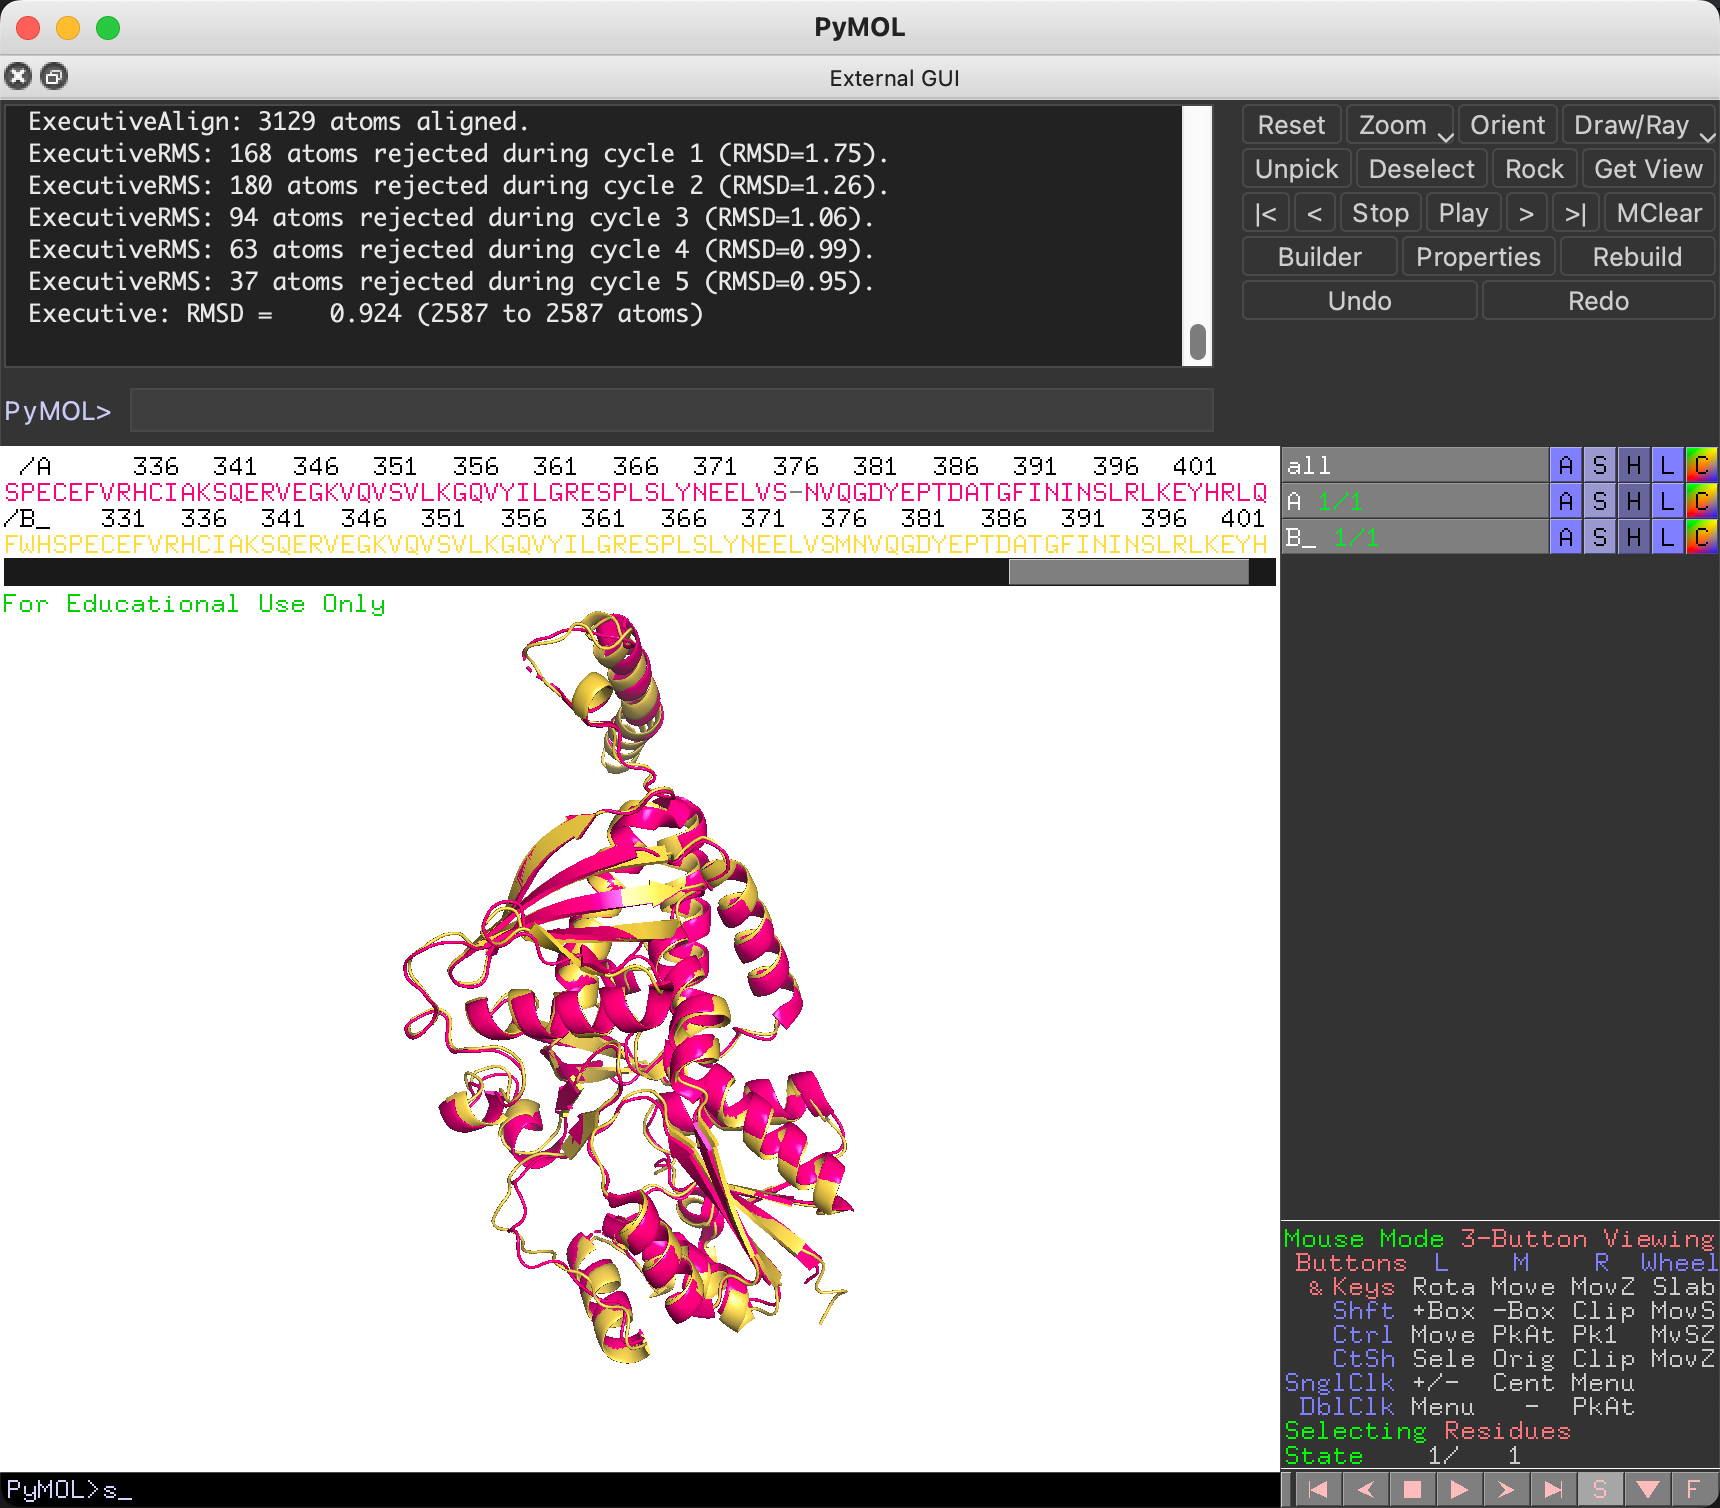 PyMOL
External GUI
ExecutiveAlign: 3129 atoms aligned.
ExecutiveRMS: 168 atoms rejected during cycle 1 (RMSD=1.75).
ExecutiveRMS: 180 atoms rejected during cycle 2 (RMSD=1.26).
ExecutiveRMS: 94 atoms rejected during cycle 3 (RMSD=1.06).
ExecutiveRMS: 63 atoms rejected during cycle 4 (RMSD=0.99).
ExecutiveRMS: 37 atoms rejected during cycle 5 (RMSD=0.95).
Executive: RMSD =    0.924 (2587 to 2587 atoms)
PyMOL>
Reset Zoom Orient Draw/Ray
Unpick Deselect Rock Get View
|< < Stop Play > >| MClear
Builder Properties Rebuild
Undo Redo
/A 336 341 346 351 356 361 366 371 376 381 386 391 396 401
SPECEFVRHCIAKSQERVEGKVQVSVLKGQVYILGRESPLSLYNEELVS-NVQGDYEPTDATGFININSLRLKEYHRLQ
/B_ 331 336 341 346 351 356 361 366 371 376 381 386 391 396 401
FWHSPECEFVRHCIAKSQERVEGKVQVSVLKGQVYILGRESPLSLYNEELVSMNVQGDYEPTDATGFININSLRLKEYH
all A S H L C
A 1/1 A S H L C
B_ 1/1 A S H L C
For Educational Use Only
Mouse Mode 3-Button Viewing
Buttons L M R Wheel
& Keys Rota Move MovZ Slab
Shft +Box -Box Clip MovS
Ctrl Move PkAt Pk1 MvSZ
CtSh Sele Orig Clip MovZ
SnglClk +/- Cent Menu
DblClk Menu - PkAt
Selecting Residues
State 1/ 1
PyMOL>s_
S F